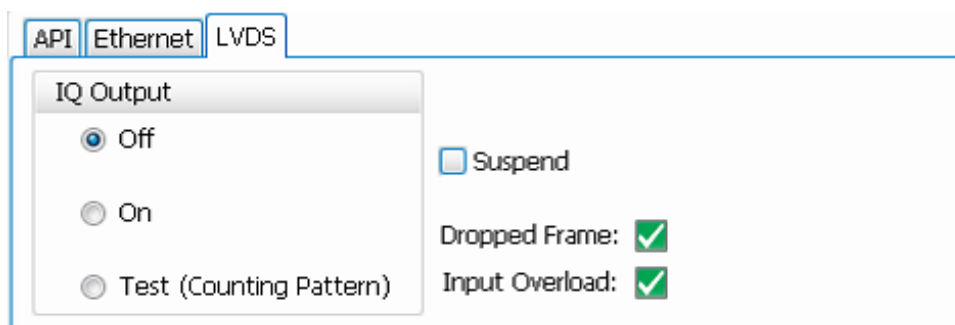 API Ethernet LVDS
IQ Output
Off
On
Test (Counting Pattern)
Suspend
Dropped Frame:
Input Overload: